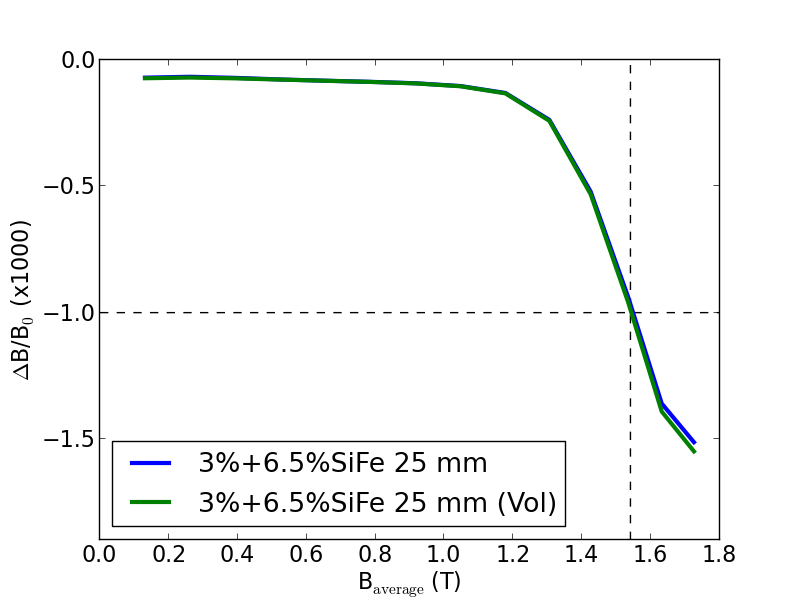 0.0
−0.5
−1.0
−1.5
ΔB/B₀ (x1000)
3%+6.5%SiFe 25 mm
3%+6.5%SiFe 25 mm (Vol)
0.0 0.2 0.4 0.6 0.8 1.0 1.2 1.4 1.6 1.8
B_average (T)